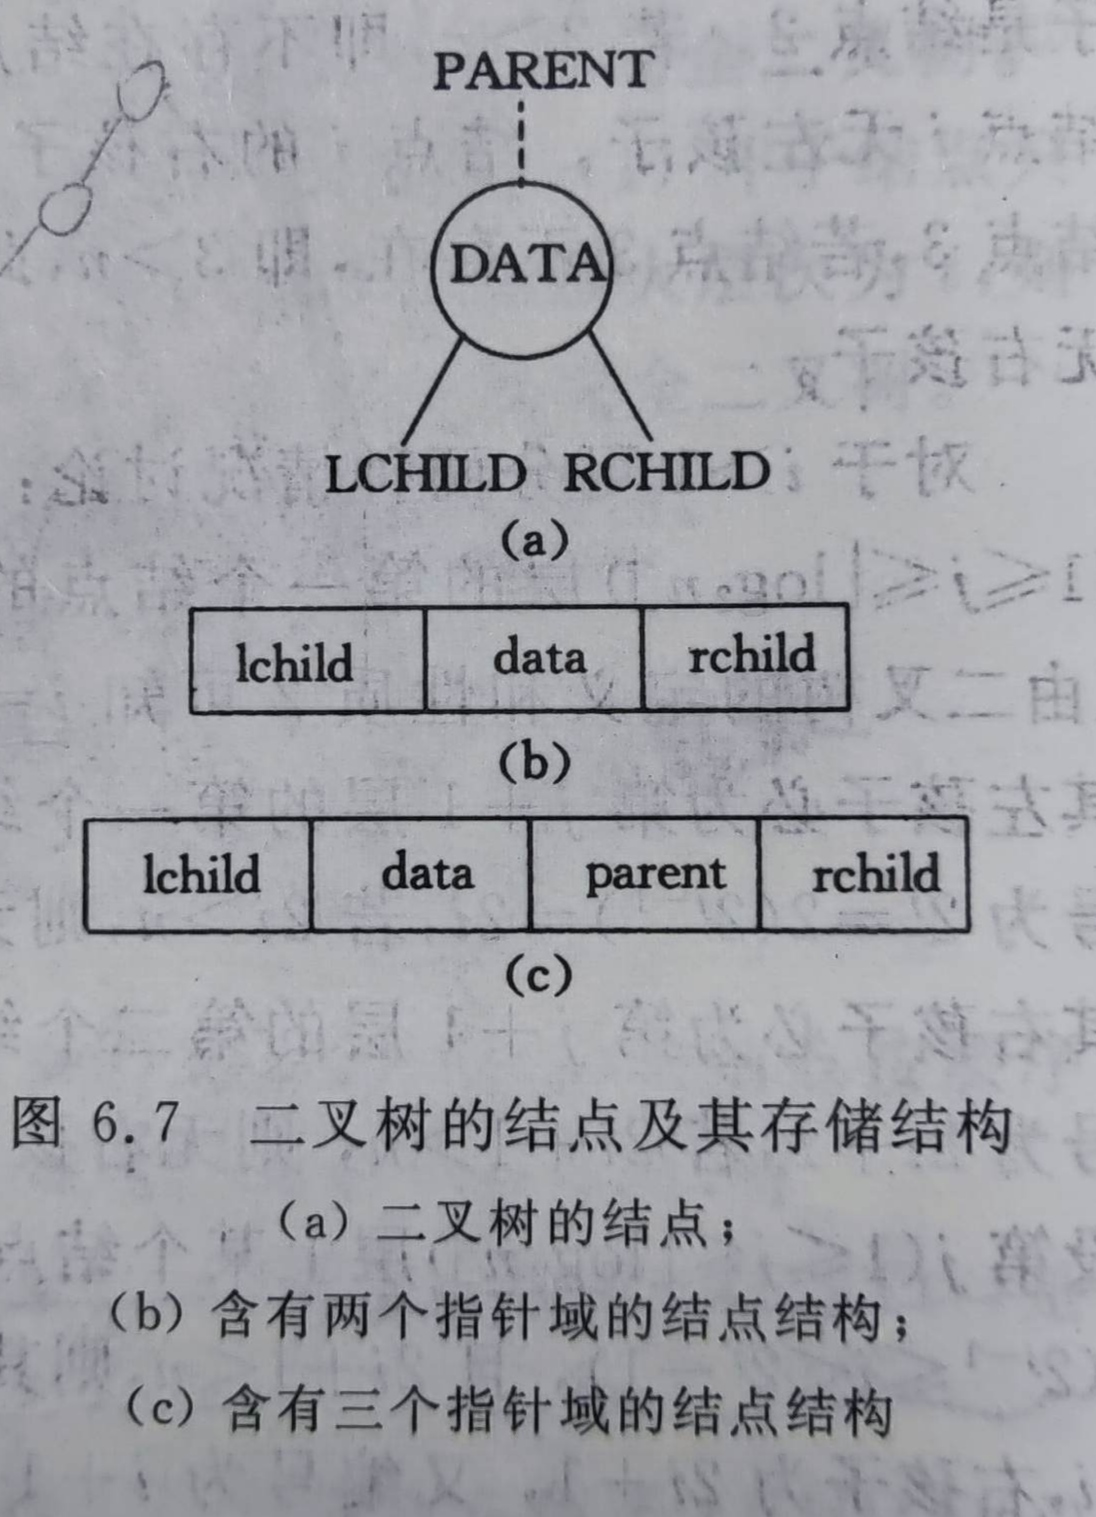 PARENT
DATA
LCHILD RCHILD
(a)
lchild data rchild
(b)
lchild data parent rchild
(c)
图 6.7 二叉树的结点及其存储结构
(a) 二叉树的结点；
(b) 含有两个指针域的结点结构；
(c) 含有三个指针域的结点结构